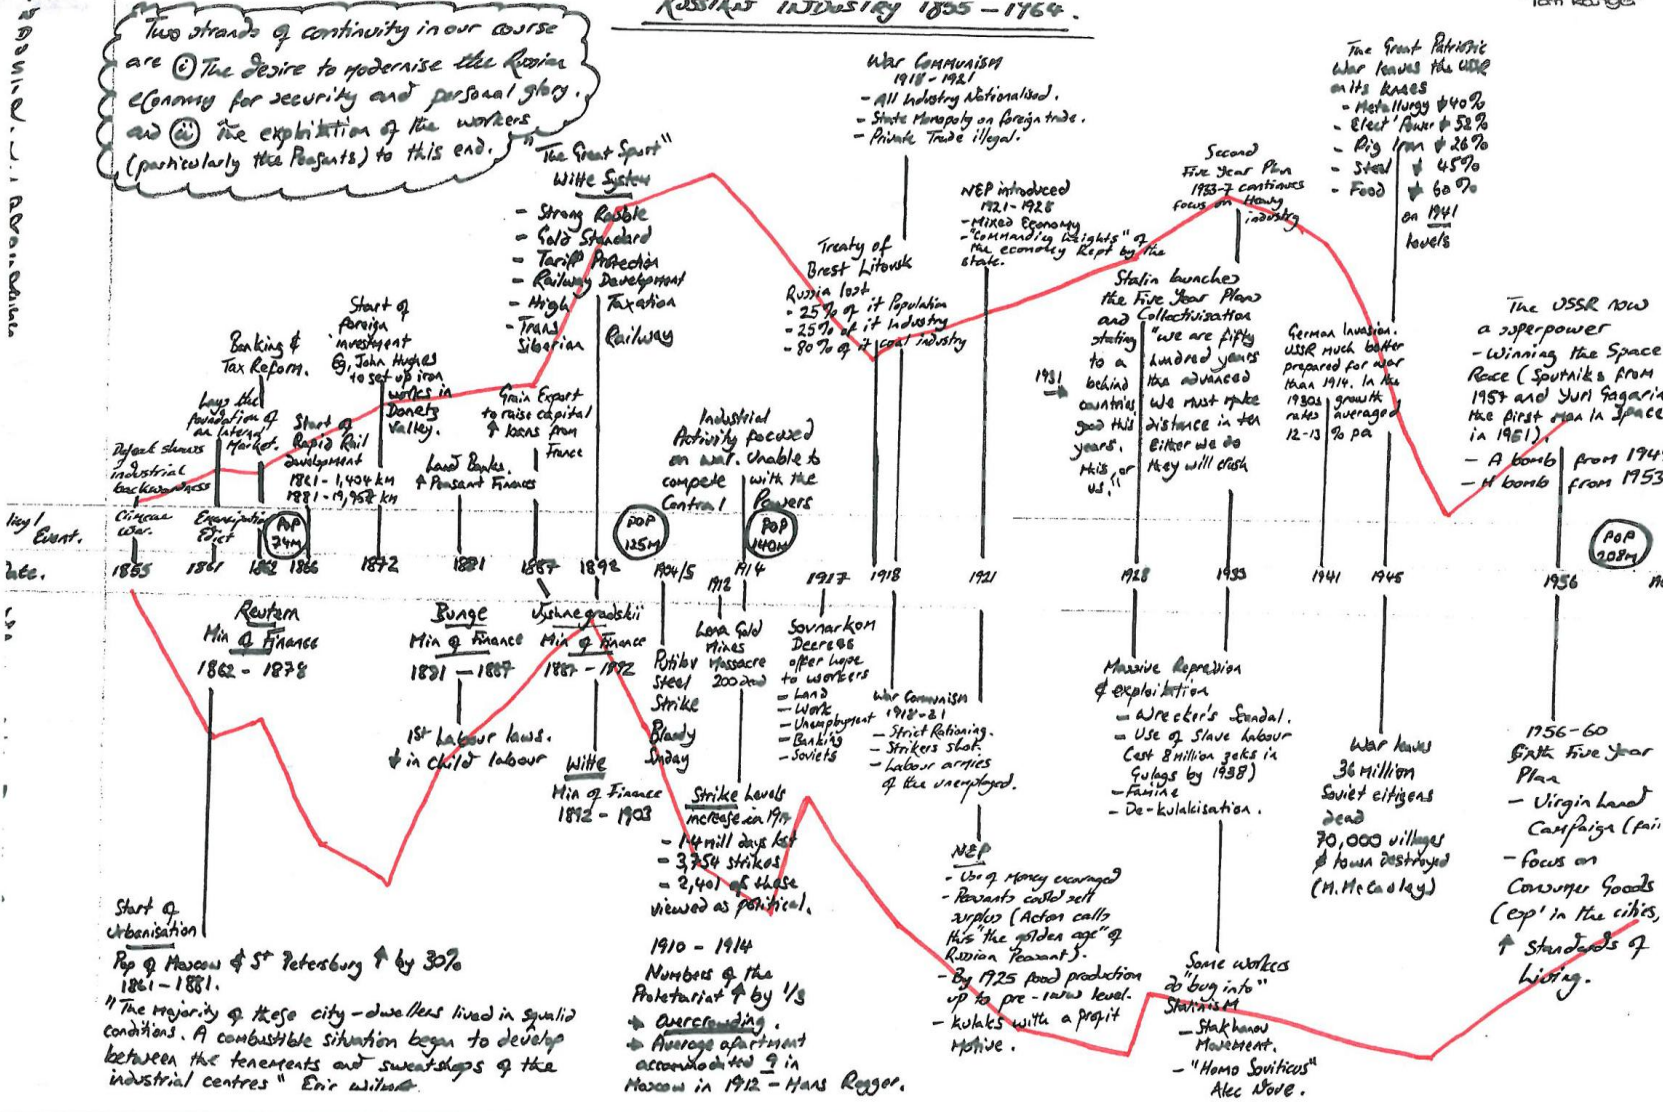 RUSSIAN INDUSTRY 1855-1964.
Two strands of continuity in our course
are (i) The desire to modernise the Russian
economy for security and personal glory.
and (ii) The exploitation of the workers
(particularly the Peasants) to this end.
"The Great Spurt"
Witte System
- Strong Rouble
- Gold Standard
- Tariff Protection
- Railway Development
- High Taxation
- Trans Siberian Railway
War Communism
1918-1921
- All Industry Nationalised.
- State Monopoly on foreign trade.
- Private Trade illegal.
The Great Patriotic
War leaves the USSR
on its knees
- Metallurgy ↓ 40%
- Elect' Power ↓ 52%
- Pig Iron ↓ 26%
- Steel ↓ 45%
- Food ↓ 60%
on 1941
levels
Second
Five Year Plan
1933-7 continues
focus on Heavy
industry
NEP introduced
1921-1928
- Mixed Economy
- "Commanding heights" of
the economy kept by the
state.
Treaty of
Brest Litovsk
Russia lost
- 25% of it Population
- 25% of it Industry
- 80% of it coal industry
Start of
foreign
investment
Eg, John Hughes
to set up iron
works in
Donetz
Valley.
Banking &
Tax Reform.
Lays the
foundation of
an Internal
Market.
Start of
Rapid Rail
development
1861-1,404 km
1881-19,952 km
Defeat shows
industrial
backwardness
Grain Export
to raise capital
↑ loans from
France
Land Banks.
↑ Peasant Finances
Industrial
Activity focused
on war. Unable to
compete with the
Central Powers
Stalin launches
the Five Year Plans
and Collectivisation
stating "we are fifty
to a hundred years
behind the advanced
countries We must make
good this distance in ten
years. Either we do
this, or they will crush
us."
1931
German Invasion.
USSR much better
prepared for war
than 1914. In the
1930s growth
rates averaged
12-13 % pa
The USSR now
a superpower
- Winning the Space
Race (Sputniks from
1957 and Yuri Gagarin
the first man in space
in 1961).
- A bomb from 194
- H bomb from 1953
Event.
Crimean
War.
Emancipation
Edict
POP
74M
POP
125M
POP
140M
POP
208M
1855
1861
1862
1866
1872
1881
1887
1892
1904/5
1912
1914
1917
1918
1921
1928
1933
1941
1945
1956
Reutern
Min of Finance
1862-1878
Bunge
Min of Finance
1881-1887
Vyshnegradskii
Min of Finance
1887-1892
1st Labour laws.
↓ in child labour
Witte
Min of Finance
1892-1903
Putilov
Steel
Strike
Bloody
Sunday
Lena Gold
Mines
Massacre
200 dead
Sovnarkom
Decrees
offer hope
to workers
- Land
- Work
- Unemployment
- Banking
- Soviets
War Communism
1918-21
- Strict Rationing.
- Strikers shot.
- Labour armies
of the unemployed.
Strike Levels
increase in 1914
- 1.4 mill days lost
- 3,754 strikes
- 2,401 of these
viewed as political.
1910 - 1914
Numbers of the
Proletariat ↑ by 1/3
→ Overcrowding.
→ Average apartment
accommodated 9 in
Moscow in 1912 - Hans Rogger.
NEP
- Use of Money encouraged
- Peasants could sell
surplus (Acton calls
this "the golden age" of
Russian Peasant).
- By 1925 food production
up to pre-WW1 level.
- kulaks with a profit
Motive.
Massive Repression
& exploitation
- Wrecker's Scandal.
- Use of Slave Labour
(est 8 million zeks in
Gulags by 1938)
- Famine
- De-kulakisation.
Some workers
do "bug into"
Stalinism
- Stakhanov
Movement.
- "Homo Soviticus"
Alec Nove.
War leaves
36 Million
Soviet citizens
dead
70,000 villages
& town destroyed
(M. McCauley)
1956-60
Sixth Five Year
Plan
- Virgin Land
Campaign (fai
- focus on
Consumer Goods
(esp' in the cities,
↑ Standards of
Living.
Start of
Urbanisation
Pop of Moscow & St Petersburg ↑ by 30%
1861-1881.
"The majority of these city-dwellers lived in squalid
conditions. A combustible situation began to develop
between the tenements and sweatshops of the
industrial centres" Eric Wilmot.